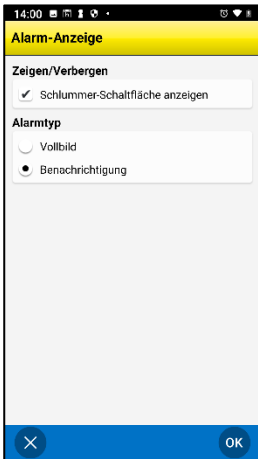 14:00
Alarm-Anzeige
Zeigen/Verbergen
Schlummer-Schaltfläche anzeigen
Alarmtyp
Vollbild
Benachrichtigung
OK